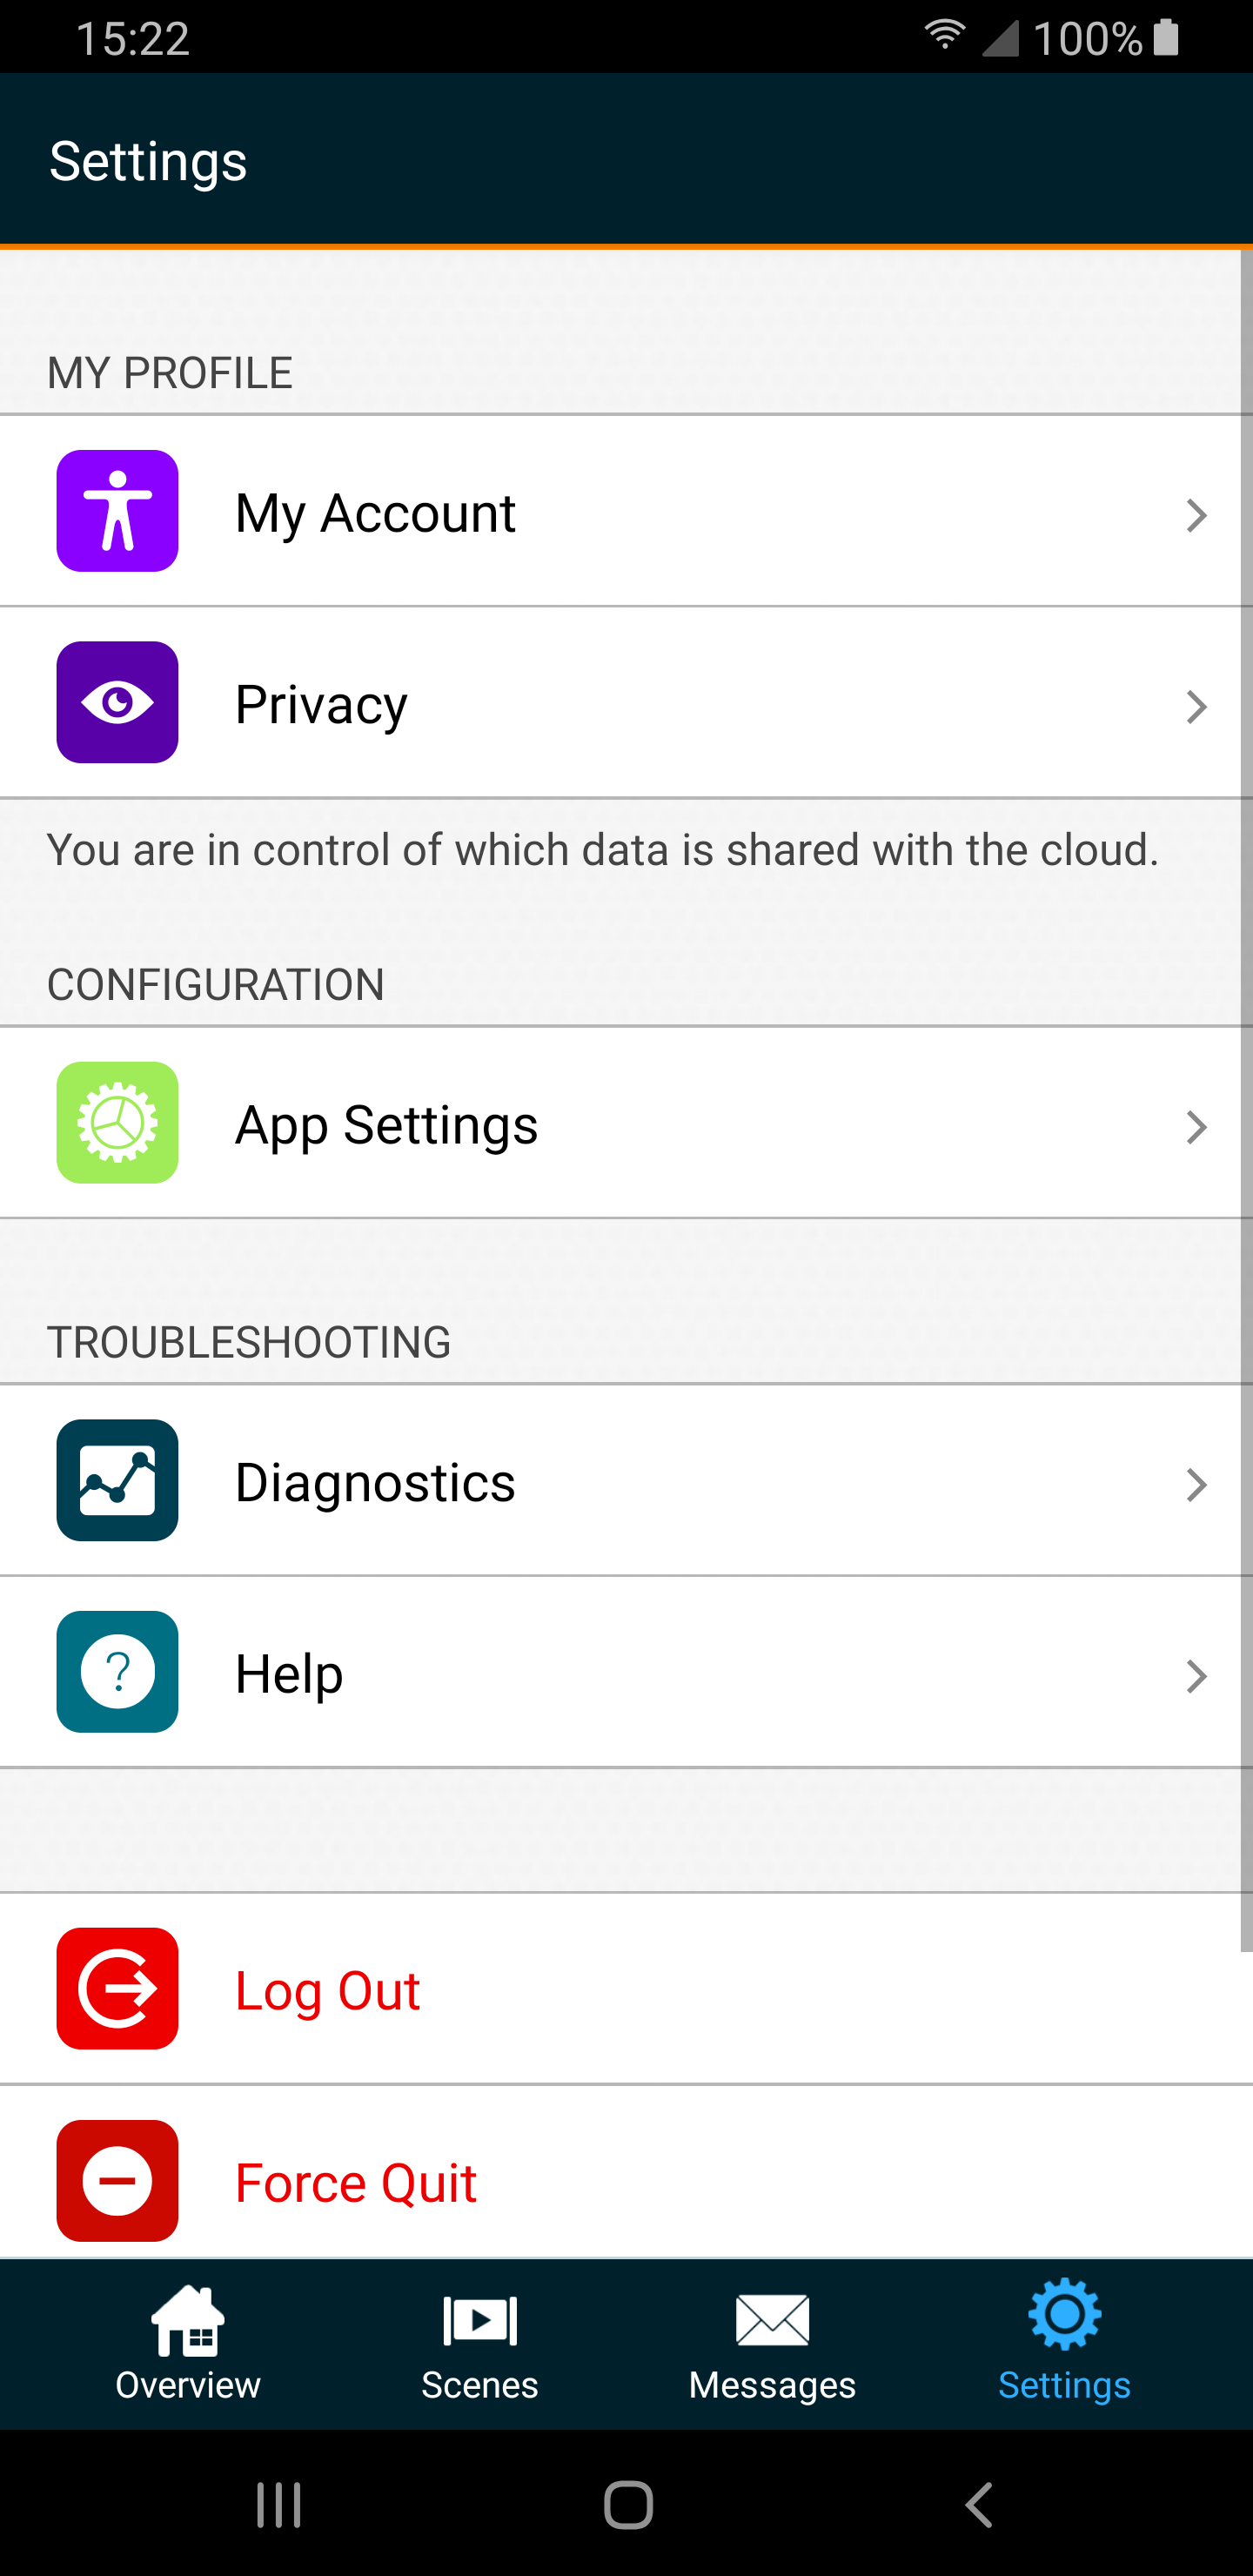 15:22 100%
Settings
MY PROFILE
My Account
Privacy
You are in control of which data is shared with the cloud.
CONFIGURATION
App Settings
TROUBLESHOOTING
Diagnostics
? Help
Log Out
Force Quit
Overview Scenes Messages Settings